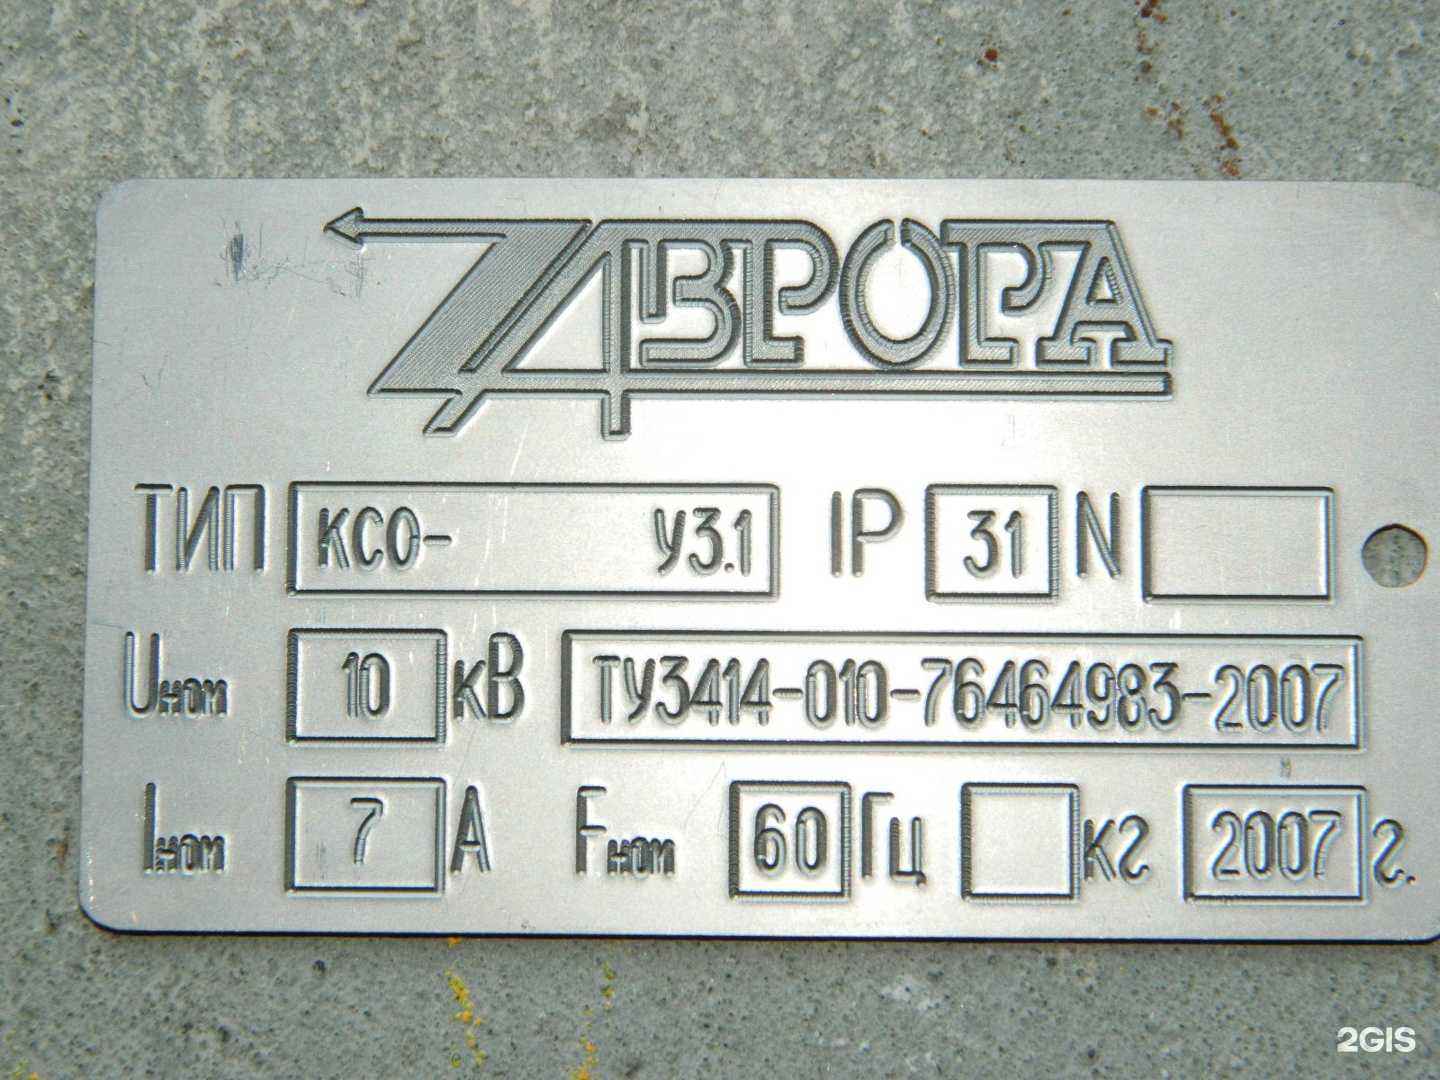 АВРОРА
ТИП КСО- У3.1 IP 31 N
Uном 10 кВ ТУ3414-010-76464983-2007
Iном 7 А Fном 60 Гц кг 2007 г.
2GIS